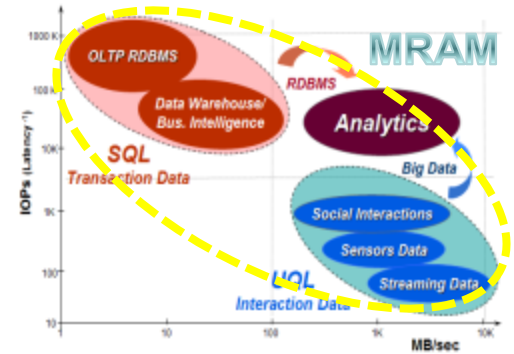 MRAM
1000 K
OLTP RDBMS
RDBMS
100 K
Data Warehouse/
Bus. Intelligence
Analytics
10K
SQL
Transaction Data
Big Data
IOPs (Latency⁻¹)
1K
Social Interactions
Sensors Data
100
UQL
Interaction Data
Streaming Data
10
1
10
100
1K
10K
MB/sec